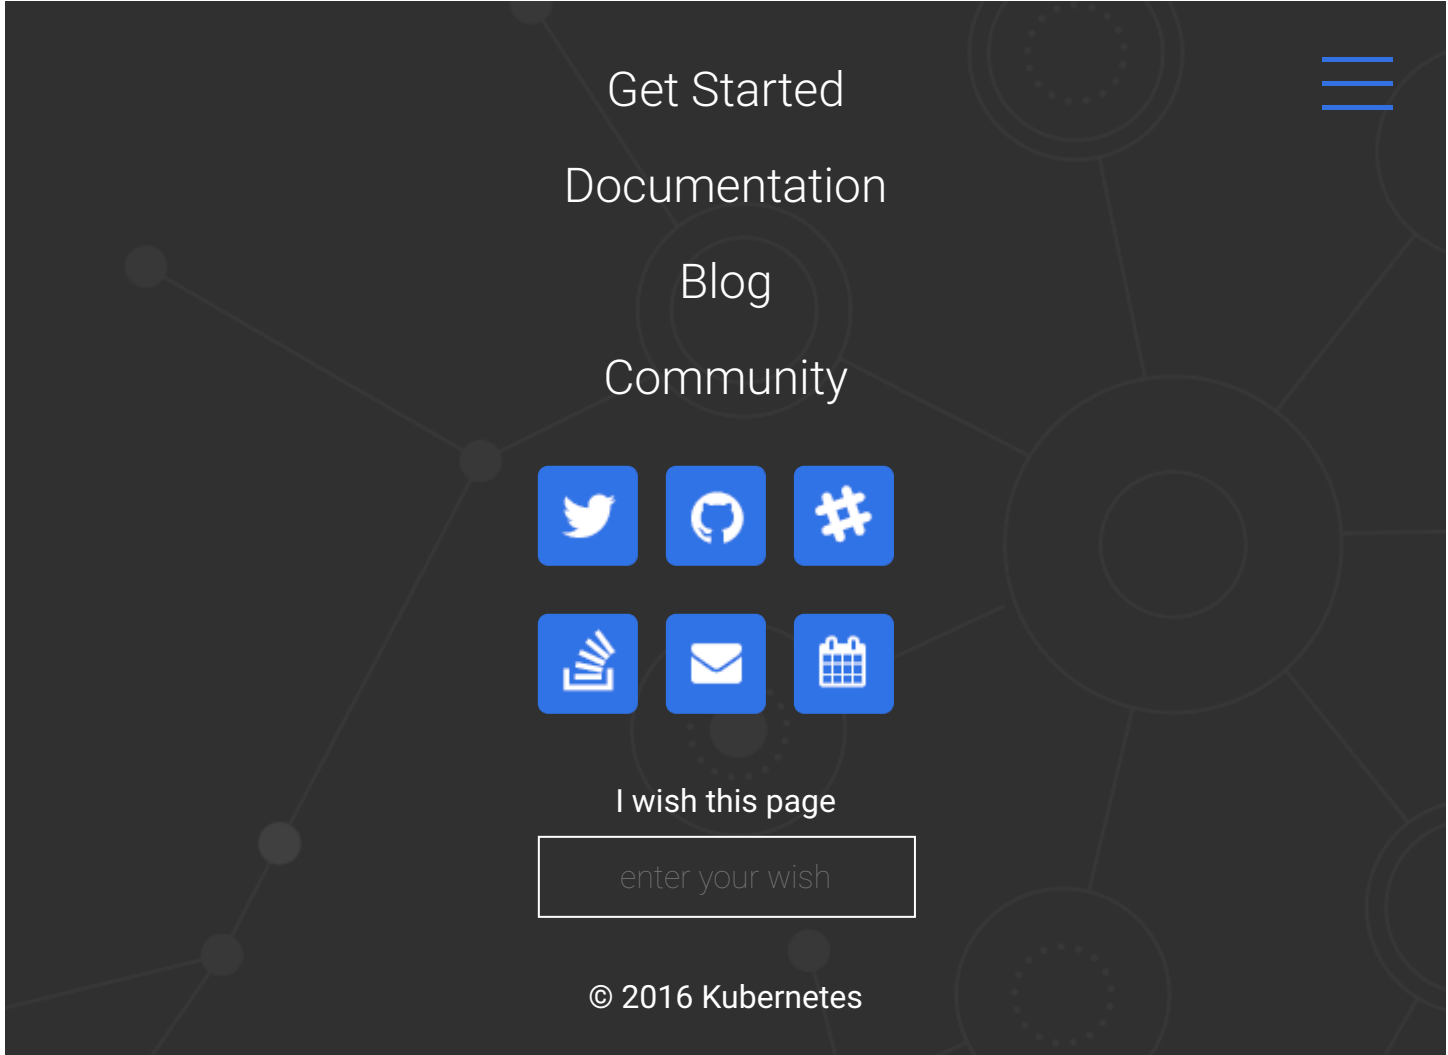 Get Started
Documentation
Blog
Community
I wish this page
enter your wish
© 2016 Kubernetes